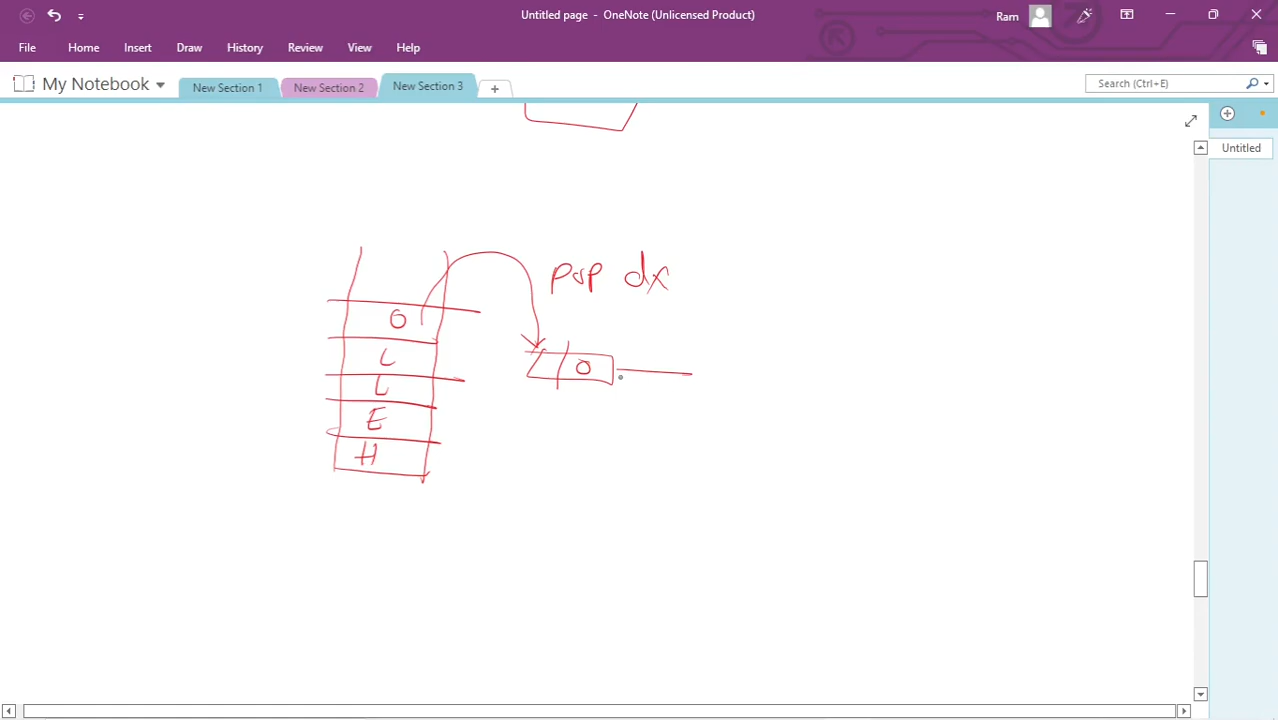 Untitled page - OneNote (Unlicensed Product)
Ram
File Home Insert Draw History Review View Help
My Notebook New Section 1 New Section 2 New Section 3 Search (Ctrl+E)
Untitled
pop dx
O
L
O
L
E
H